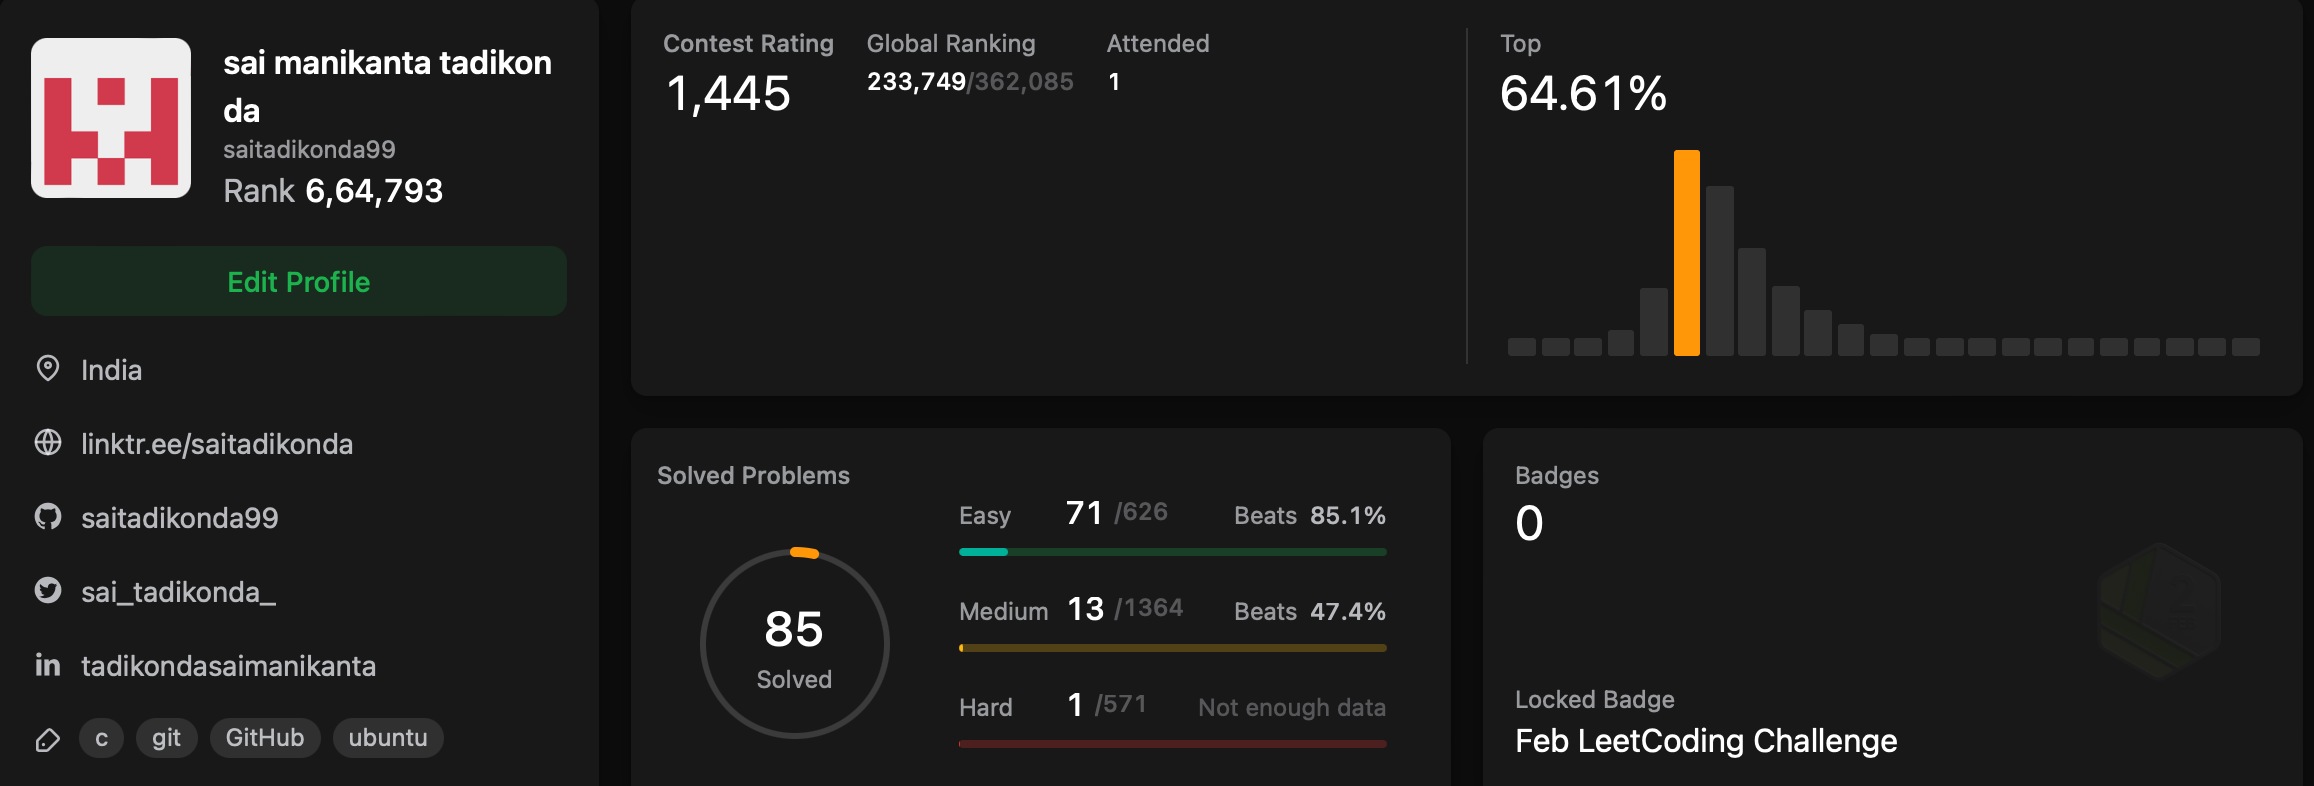 sai manikanta tadikon
da
saitadikonda99
Rank 6,64,793
Edit Profile
India
linktr.ee/saitadikonda
saitadikonda99
sai_tadikonda_
tadikondasaimanikanta
c git GitHub ubuntu
Contest Rating Global Ranking Attended
1,445 233,749/362,085 1
Top
64.61%
Solved Problems
85
Solved
Easy 71 /626 Beats 85.1%
Medium 13 /1364 Beats 47.4%
Hard 1 /571 Not enough data
Badges
0
Locked Badge
Feb LeetCoding Challenge